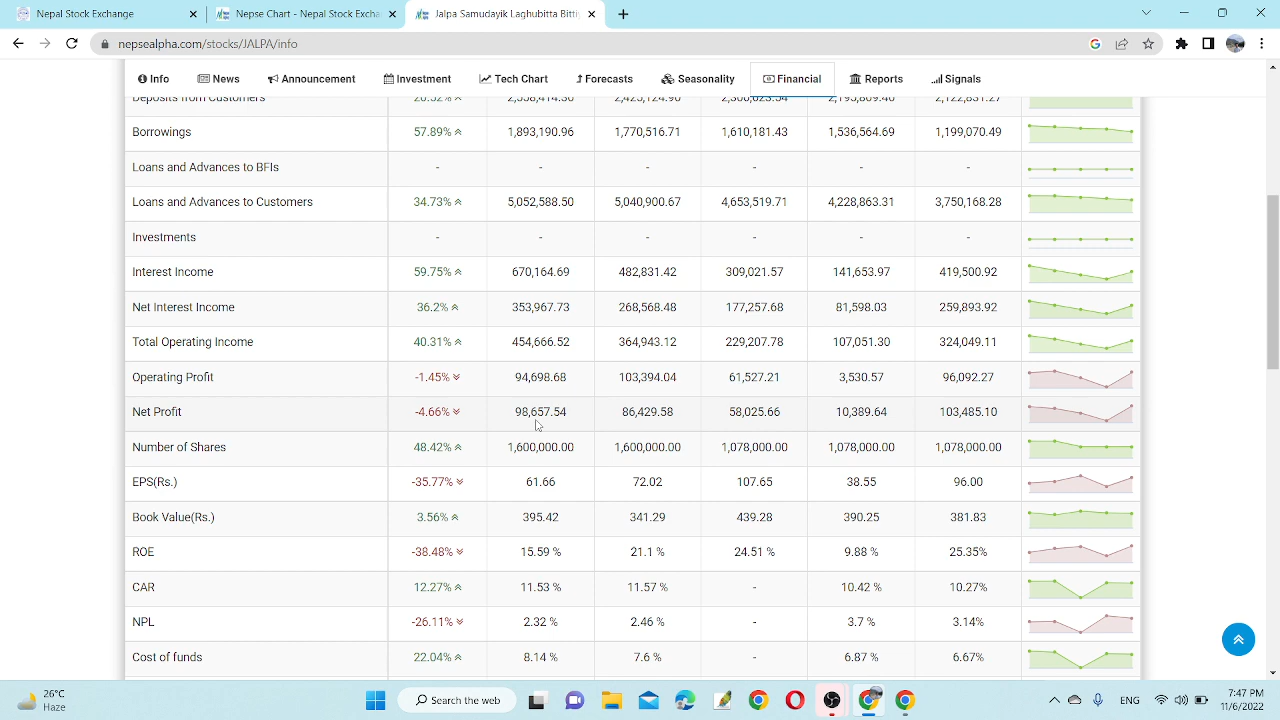 Nepal Stock Exchange
Nepse Chart - Nepal Stock Excha
Jalpa Samudayik Laghubitta Bitti
nepsealpha.com/stocks/JALPA/info
Info News Announcement Investment Tech Chart Forecasts Seasonality Financial Reports Signals
Deposits from Customers
Borrowings 57.89% 1,893,190.96 1,770,516.71 1,610,131.43 1,536,564.69 1,199,070.49
Loans and Advances to BFIs - - - - - -
Loans and Advances to Customers 34.73% 5,052,588.50 5,040,900.67 4,653,519.71 4,228,863.31 3,750,168.28
Investments - - - - - -
Interest Income 59.75% 670,164.69 482,831.42 309,021.57 141,653.97 419,500.92
Net Interest Income 36.2% 353,967.73 268,568.48 177,257.68 81,598.03 259,893.92
Total Operating Income 40.31% 454,666.52 364,943.12 229,207.78 107,051.30 324,049.11
Operating Profit -1.45% 94,698.68 103,394.04 61,527.21 3,530.57 96,092.27
Net Profit -4.66% 98,657.54 86,429.58 58,023.66 10,389.64 103,485.10
Number of Shares 48.42% 1,600,000.00 1,600,000.00 1,078,000.00 1,078,000.00 1,078,000.00
EPS(Rs.) -35.77% 61.66 72.02 107.65 38.55 96.00
Book Value(Rs.) 3.56% 395.42 341.29 439.28 390.25 381.83
ROE 15.59 % 21.1 % 24.51 % 9.88 % 25.35%
CAR 12.27% 11.53 % 11.57 % - 10.42 % 10.27%
NPL 2.32 % 2.46 % - 3.7 % 3.14%
Cost of funds 22.04% 8.14 % 7.6 % - 6.87 % 6.67%
26°C
Haze
Search the web
ENG
7:47 PM
11/6/2022